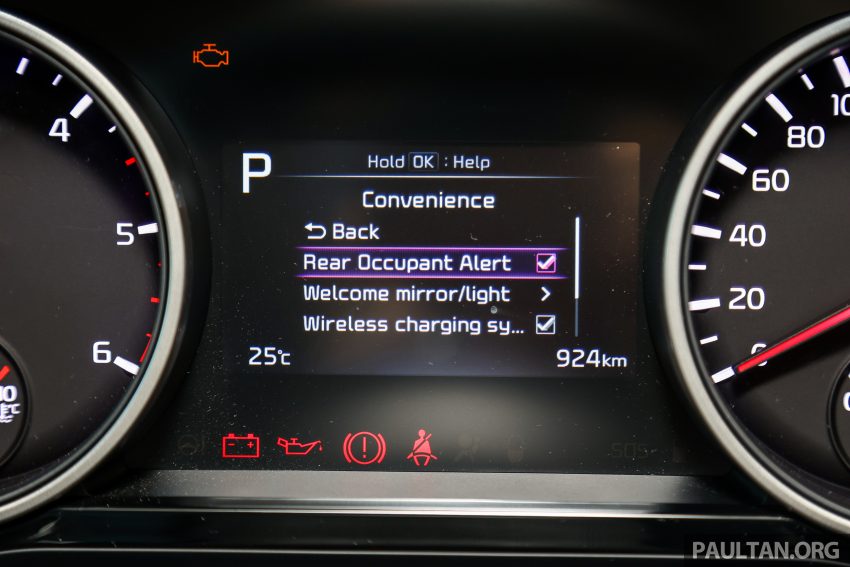 Hold OK : Help
P
Convenience
Back
Rear Occupant Alert
Welcome mirror/light
Wireless charging sy...
25℃
924km
4
5
6
80
60
40
20
0
PAULTAN.ORG